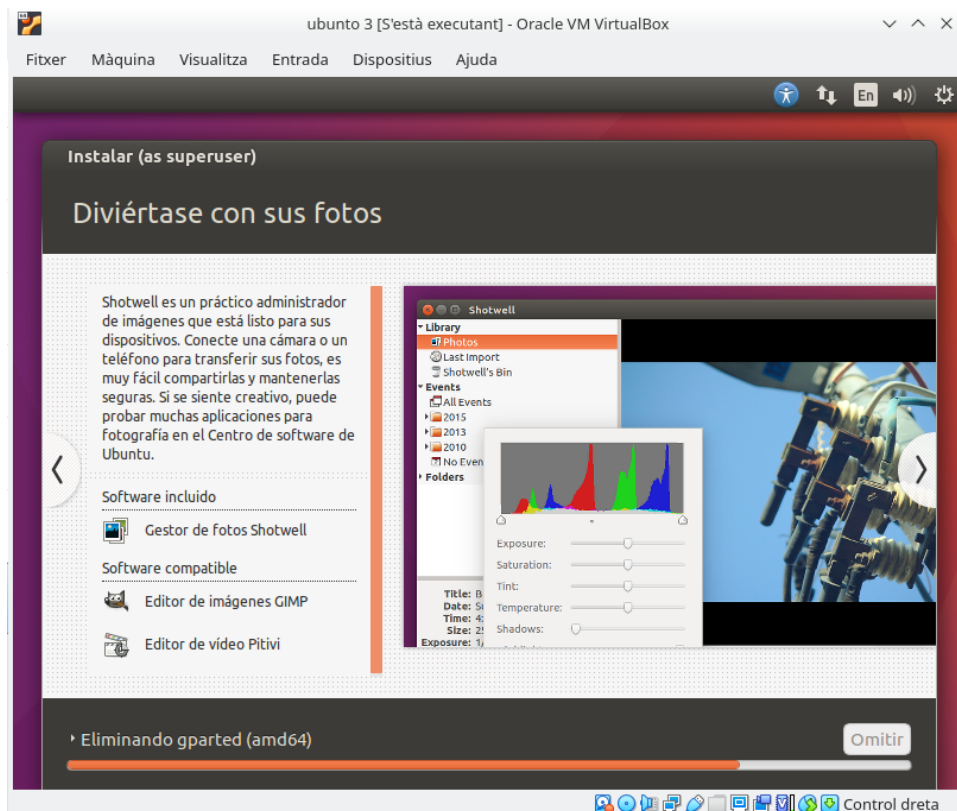 ubunto 3 [S'està executant] - Oracle VM VirtualBox
Fitxer Màquina Visualitza Entrada Dispositius Ajuda
En
Instalar (as superuser)
Diviértase con sus fotos
Shotwell es un práctico administrador
de imágenes que está listo para sus
dispositivos. Conecte una cámara o un
teléfono para transferir sus fotos, es
muy fácil compartirlas y mantenerlas
seguras. Si se siente creativo, puede
probar muchas aplicaciones para
fotografía en el Centro de software de
Ubuntu.
Software incluido
Gestor de fotos Shotwell
Software compatible
Editor de imágenes GIMP
Editor de vídeo Pitivi
Shotwell
Library
Photos
Last Import
Shotwell's Bin
Events
All Events
2015
2013
2010
No Even
Folders
Exposure:
Saturation:
Tint:
Temperature:
Shadows:
Title: B
Date: Su
Time: 4:
Size: 25
Exposure: 1/
Eliminando gparted (amd64)
Omitir
Control dreta